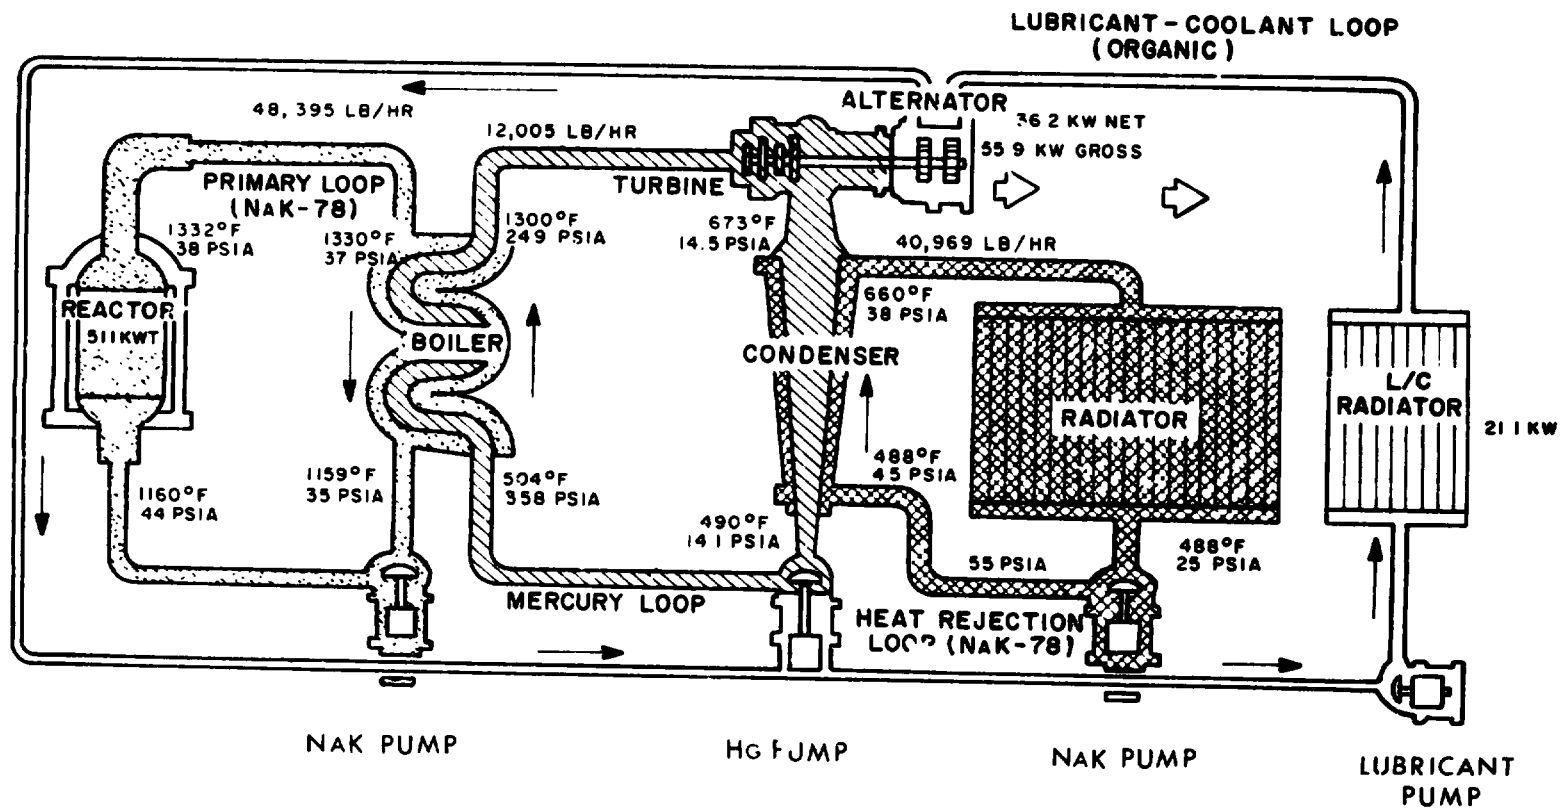 LUBRICANT-COOLANT LOOP
(ORGANIC)
ALTERNATOR
36.2 KW NET
55.9 KW GROSS
48,395 LB/HR
12,005 LB/HR
PRIMARY LOOP
(NaK-78)
TURBINE
1332°F
38 PSIA
1330°F
37 PSIA
1300°F
249 PSIA
673°F
14.5 PSIA
40,969 LB/HR
660°F
38 PSIA
REACTOR
511 KWT
BOILER
CONDENSER
RADIATOR
L/C
RADIATOR
21.1 KW
1160°F
44 PSIA
1159°F
35 PSIA
504°F
358 PSIA
488°F
45 PSIA
490°F
14.1 PSIA
55 PSIA
488°F
25 PSIA
MERCURY LOOP
HEAT REJECTION
LOOP (NaK-78)
NaK PUMP
Hg PUMP
NaK PUMP
LUBRICANT
PUMP